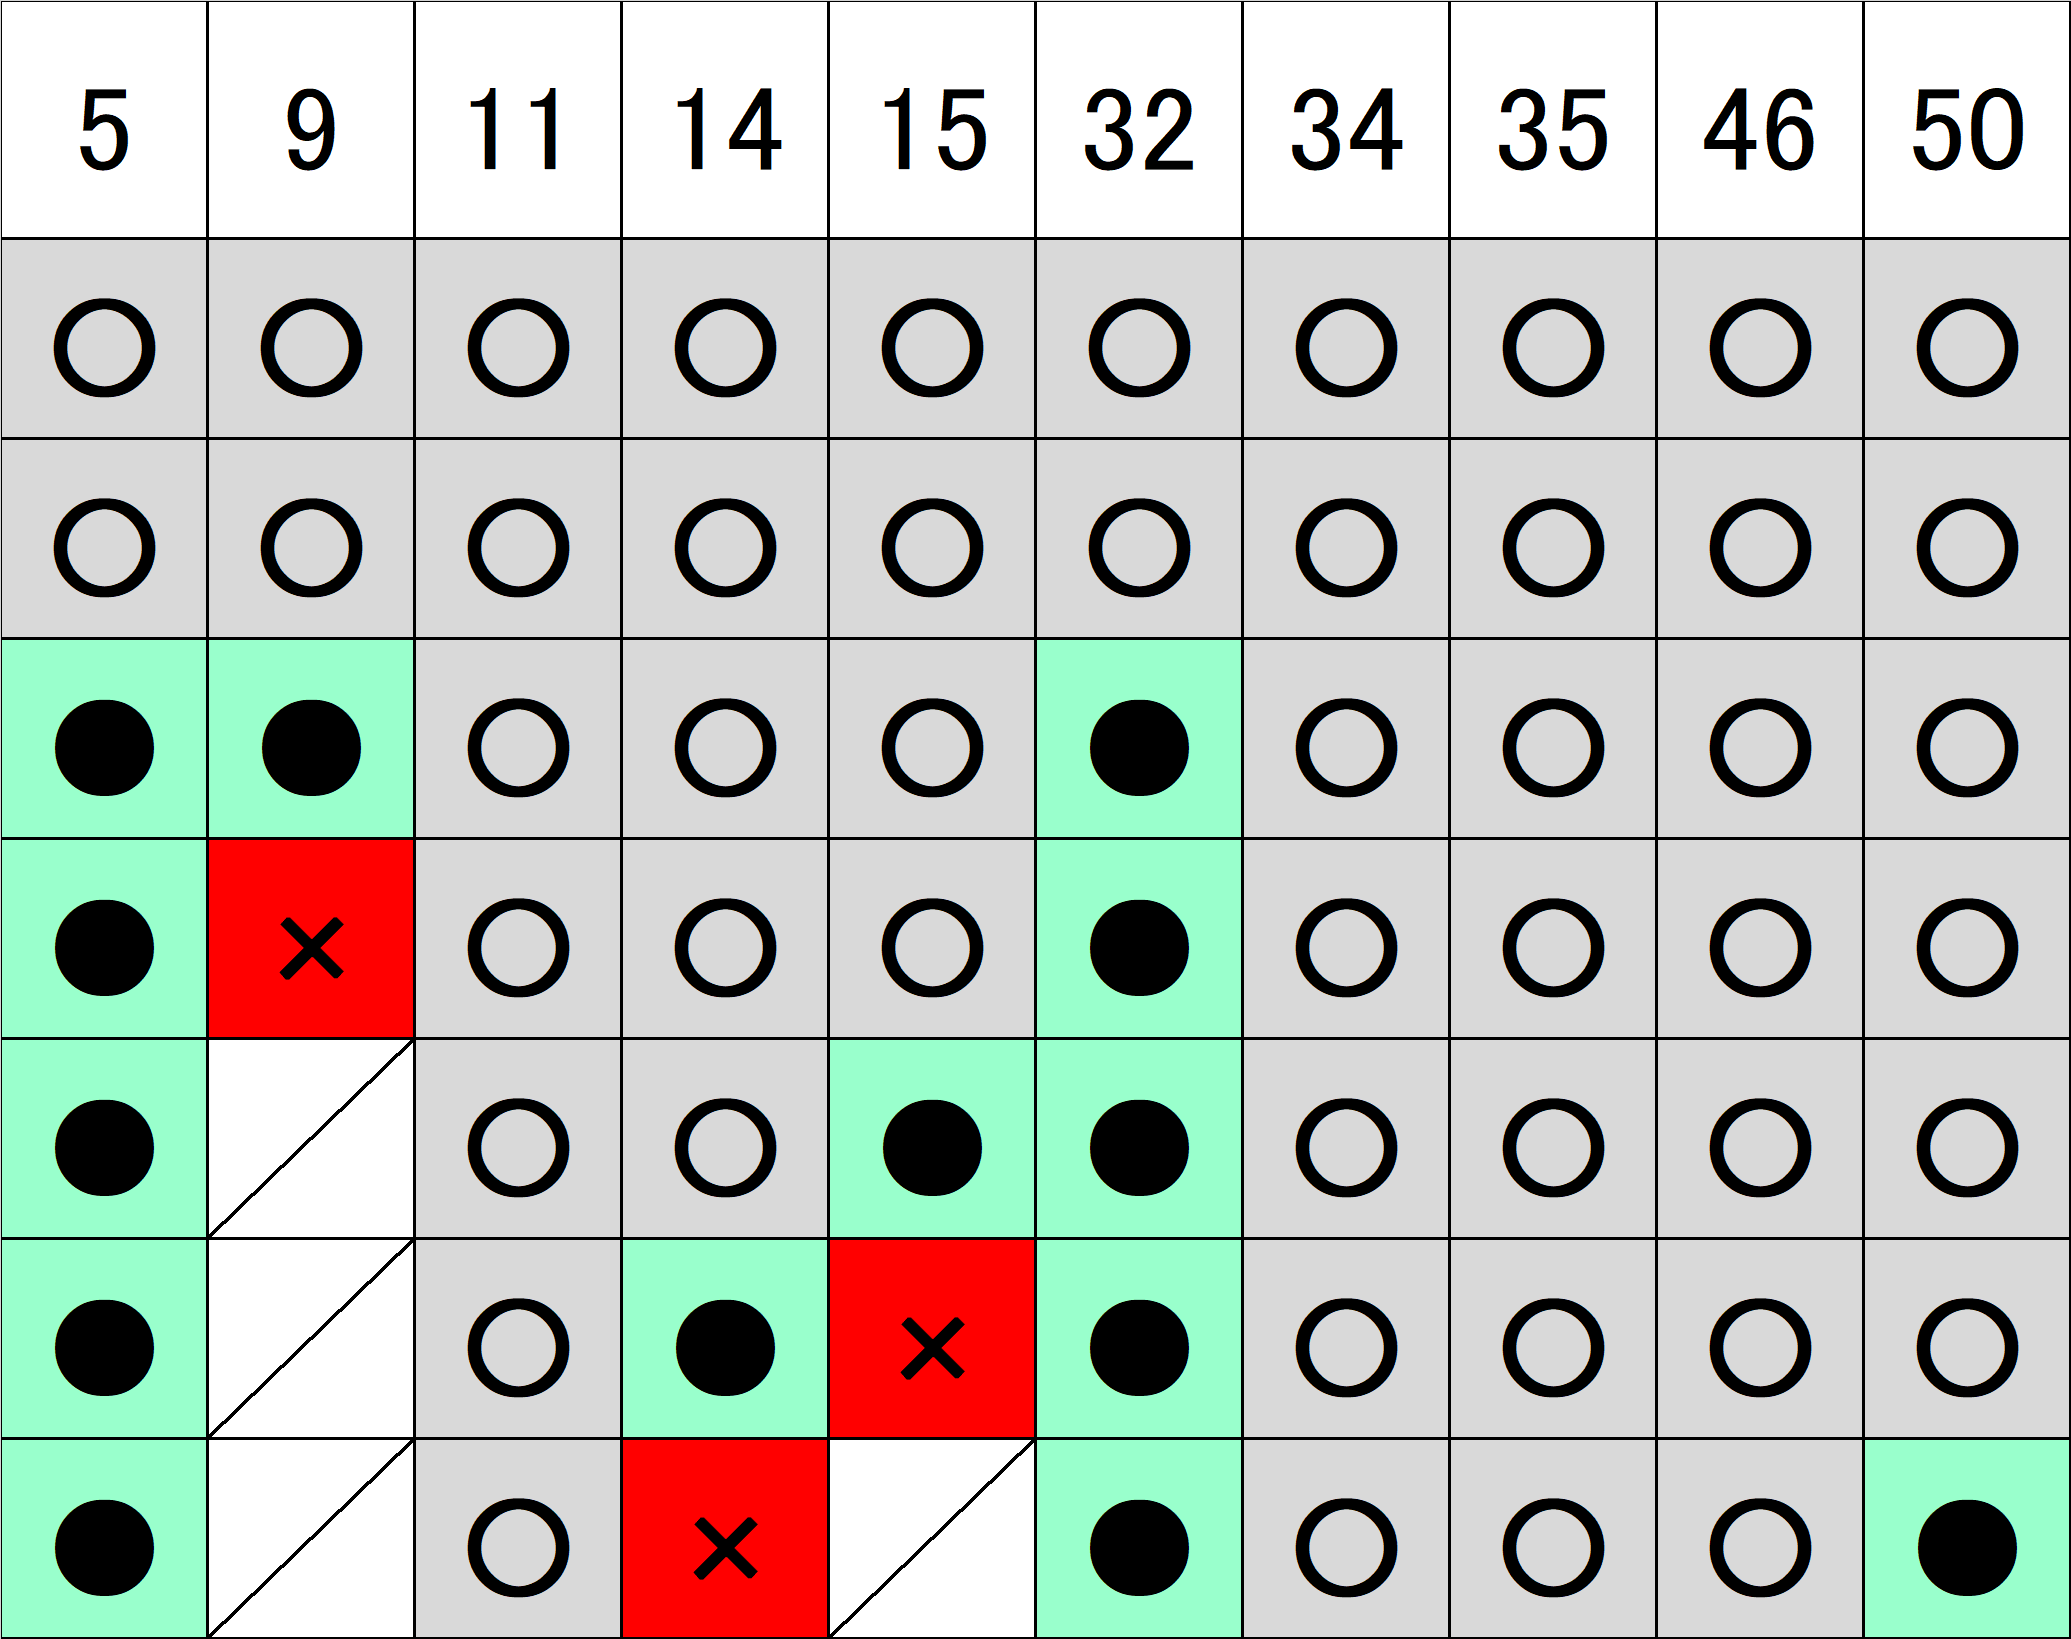 5 9 11 14 15 32 34 35 46 50
○ ○ ○ ○ ○ ○ ○ ○ ○ ○
○ ○ ○ ○ ○ ○ ○ ○ ○ ○
● ● ○ ○ ○ ● ○ ○ ○ ○
● × ○ ○ ○ ● ○ ○ ○ ○
● ○ ○ ● ● ○ ○ ○ ○
● ○ ● × ● ○ ○ ○ ○
● ○ × ● ○ ○ ○ ●